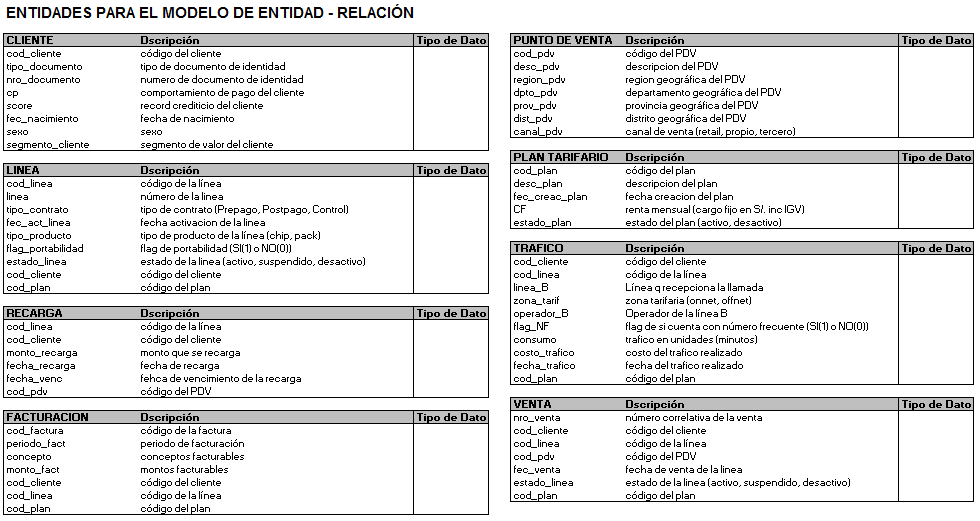 ENTIDADES PARA EL MODELO DE ENTIDAD - RELACIÓN
CLIENTE Dscripción Tipo de Dato
cod_cliente código del cliente
tipo_documento tipo de documento de identidad
nro_documento numero de documento de identidad
cp comportamiento de pago del cliente
score record crediticio del cliente
fec_nacimiento fecha de nacimiento
sexo sexo
segmento_cliente segmento de valor del cliente
LINEA Dscripción Tipo de Dato
cod_linea código de la línea
linea número de la linea
tipo_contrato tipo de contrato (Prepago, Postpago, Control)
fec_act_linea fecha activacion de la linea
tipo_producto tipo de producto de la línea (chip, pack)
flag_portabilidad flag de portabilidad (SI(1) o NO(0))
estado_linea estado de la linea (activo, suspendido, desactivo)
cod_cliente código del cliente
cod_plan código del plan
RECARGA Dscripción Tipo de Dato
cod_linea código de la línea
cod_cliente código del cliente
monto_recarga monto que se recarga
fecha_recarga fecha de recarga
fecha_venc fehca de vencimiento de la recarga
cod_pdv código del PDV
FACTURACION Dscripción Tipo de Dato
cod_factura código de la factura
periodo_fact periodo de facturación
concepto conceptos facturables
monto_fact montos facturables
cod_cliente código del cliente
cod_linea código de la línea
cod_plan código del plan
PUNTO DE VENTA Dscripción Tipo de Dato
cod_pdv código del PDV
desc_pdv descripcion del PDV
region_pdv region geográfica del PDV
dpto_pdv departamento geográfica del PDV
prov_pdv provincia geográfica del PDV
dist_pdv distrito geográfica del PDV
canal_pdv canal de venta (retail, propio, tercero)
PLAN TARIFARIO Dscripción Tipo de Dato
cod_plan código del plan
desc_plan descripcion del plan
fec_creac_plan fecha creacion del plan
CF renta mensual (cargo fijo en S/. inc IGV)
estado_plan estado del plan (activo, desactivo)
TRAFICO Dscripción Tipo de Dato
cod_cliente código del cliente
cod_linea código de la línea
linea_B Línea q recepciona la llamada
zona_tarif zona tarifaria (onnet, offnet)
operador_B Operador de la línea B
flag_NF flag de si cuenta con número frecuente (SI(1) o NO(0))
consumo trafico en unidades (minutos)
costo_trafico costo del trafico realizado
fecha_trafico fecha del trafico realizado
cod_plan código del plan
VENTA Dscripción Tipo de Dato
nro_venta número correlativa de la venta
cod_cliente código del cliente
cod_linea código de la línea
cod_pdv código del PDV
fec_venta fecha de venta de la linea
estado_linea estado de la linea (activo, suspendido, desactivo)
cod_plan código del plan